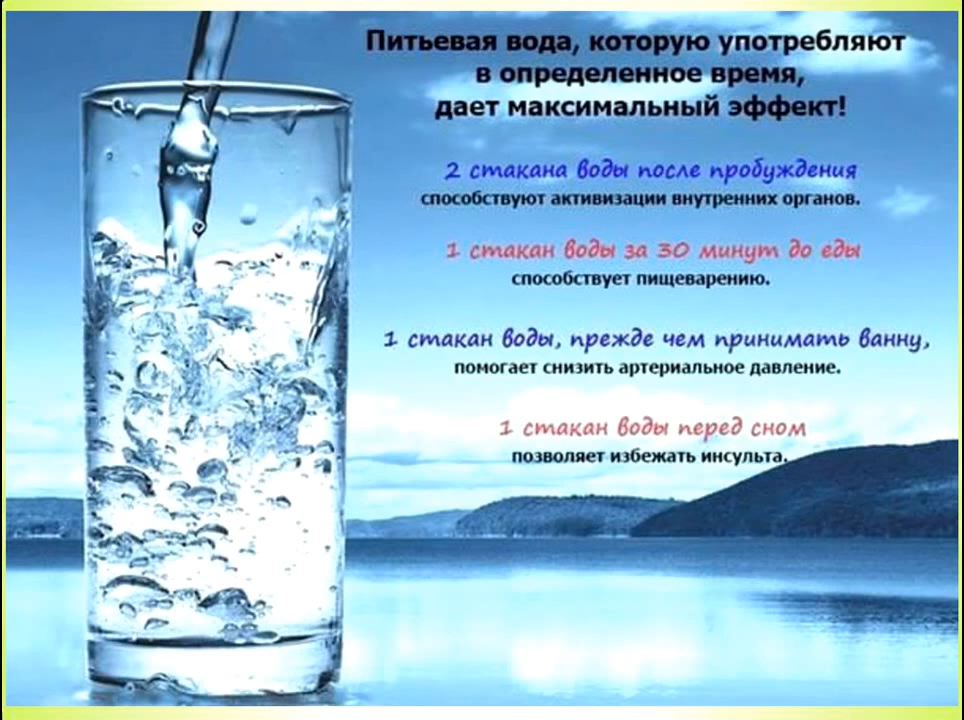 Питьевая вода, которую употребляют
в определенное время,
дает максимальный эффект!
2 стакана воды после пробуждения
способствуют активизации внутренних органов.
1 стакан воды за 30 минут до еды
способствует пищеварению.
1 стакан воды, прежде чем принимать ванну,
помогает снизить артериальное давление.
1 стакан воды перед сном
позволяет избежать инсульта.